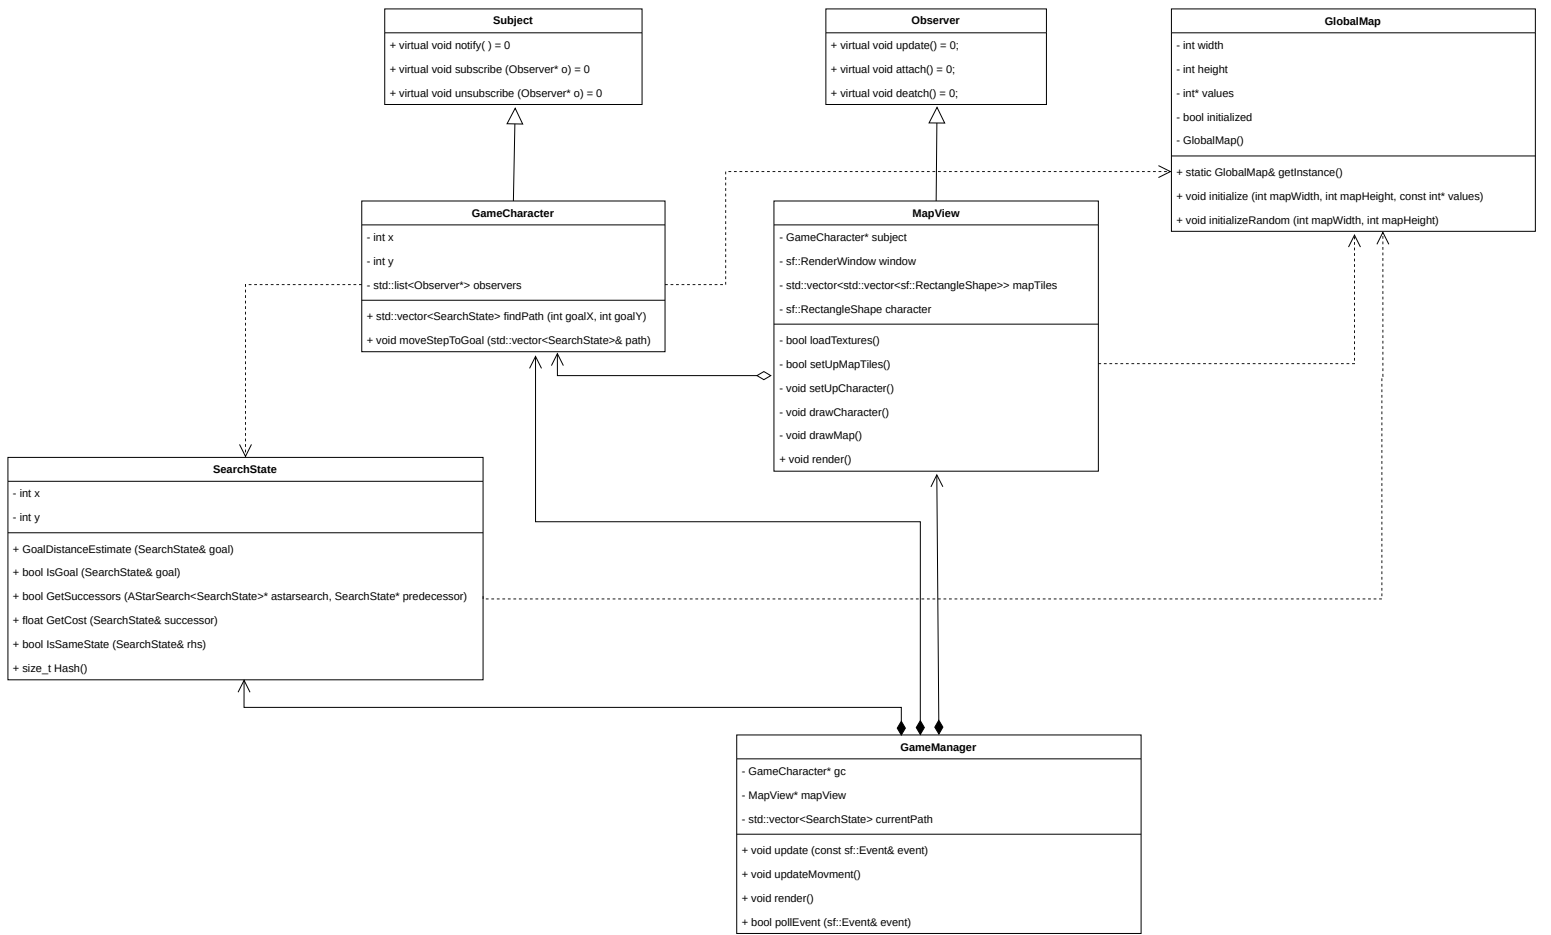 Subject
+ virtual void notify( ) = 0
+ virtual void subscribe (Observer* o) = 0
+ virtual void unsubscribe (Observer* o) = 0
Observer
+ virtual void update() = 0;
+ virtual void attach() = 0;
+ virtual void deatch() = 0;
GlobalMap
- int width
- int height
- int* values
- bool initialized
- GlobalMap()
+ static GlobalMap& getInstance()
+ void initialize (int mapWidth, int mapHeight, const int* values)
+ void initializeRandom (int mapWidth, int mapHeight)
GameCharacter
- int x
- int y
- std::list<Observer*> observers
+ std::vector<SearchState> findPath (int goalX, int goalY)
+ void moveStepToGoal (std::vector<SearchState>& path)
MapView
- GameCharacter* subject
- sf::RenderWindow window
- std::vector<std::vector<sf::RectangleShape>> mapTiles
- sf::RectangleShape character
- bool loadTextures()
- bool setUpMapTiles()
- void setUpCharacter()
- void drawCharacter()
- void drawMap()
+ void render()
SearchState
- int x
- int y
+ GoalDistanceEstimate (SearchState& goal)
+ bool IsGoal (SearchState& goal)
+ bool GetSuccessors (AStarSearch<SearchState>* astarsearch, SearchState* predecessor)
+ float GetCost (SearchState& successor)
+ bool IsSameState (SearchState& rhs)
+ size_t Hash()
GameManager
- GameCharacter* gc
- MapView* mapView
- std::vector<SearchState> currentPath
+ void update (const sf::Event& event)
+ void updateMovment()
+ void render()
+ bool pollEvent (sf::Event& event)